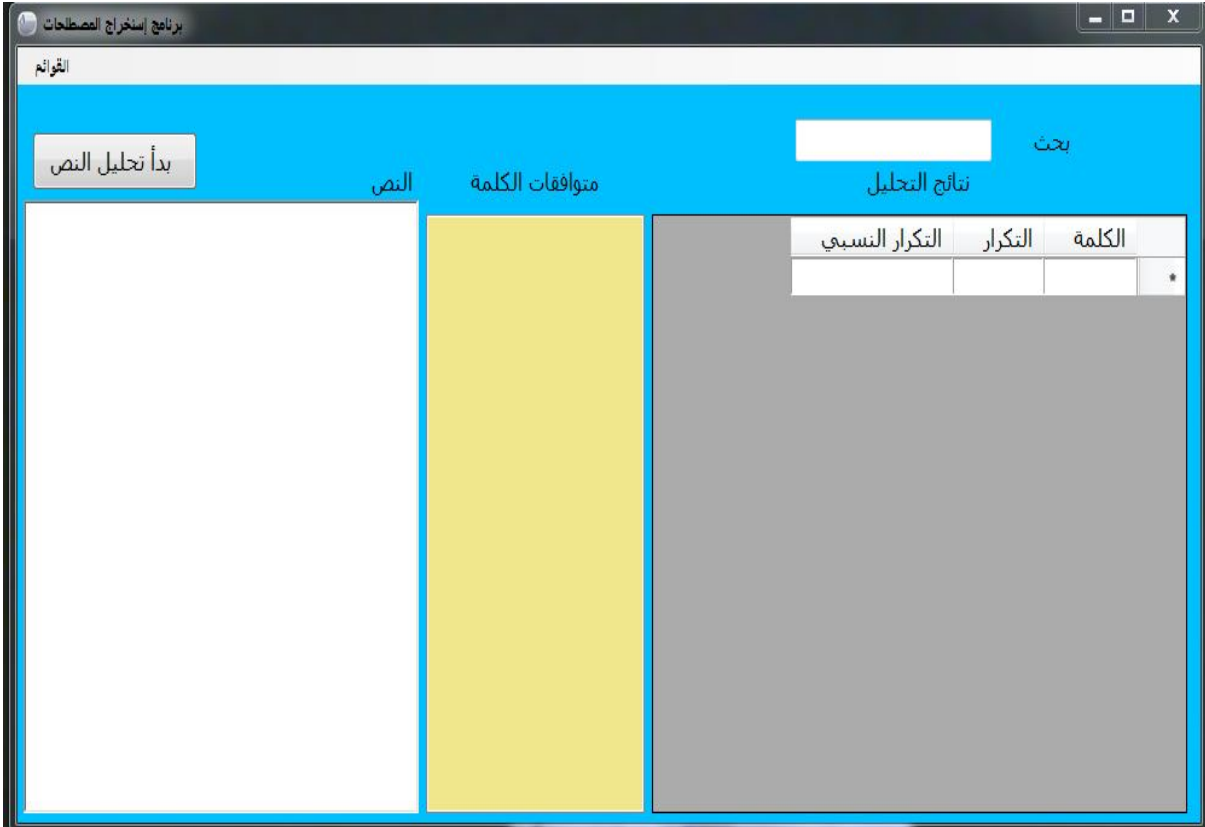 برنامج إستخراج المصطلحات
القوائم
بحث
بدأ تحليل النص
نتائج التحليل
متوافقات الكلمة
النص
الكلمة التكرار التكرار النسبي
*